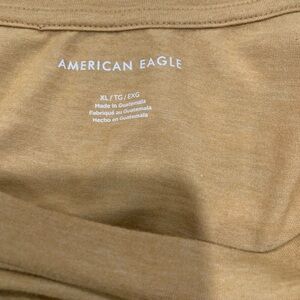 AMERICAN EAGLE
XL / TG / EXG
Made in Guatemala
Fabriqué au Guatemala
Hecho en Guatemala